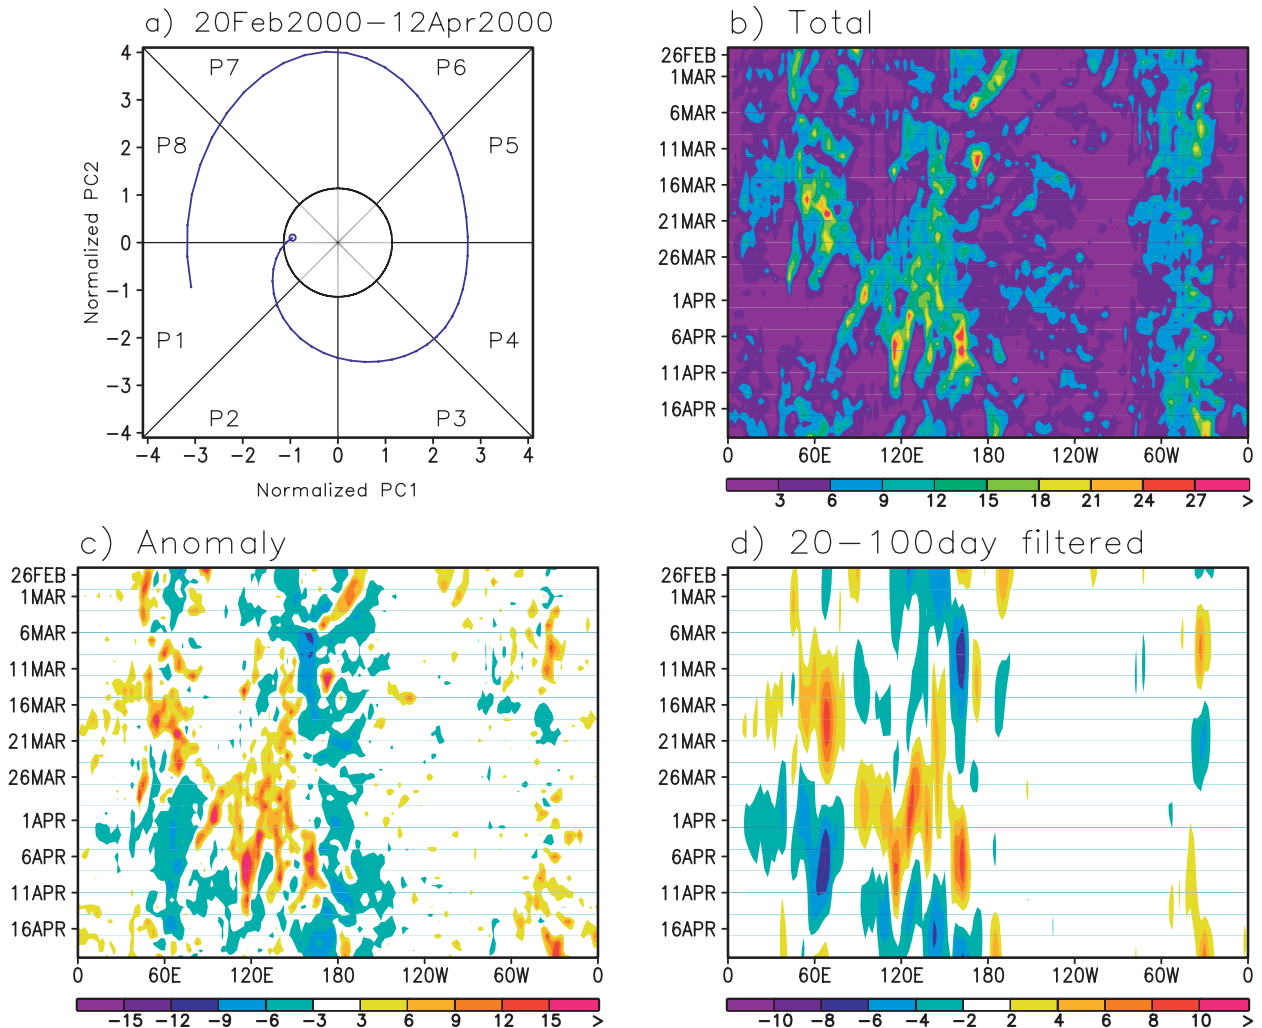 a) 20Feb2000-12Apr2000
4
3
2
1
0
-1
-2
-3
-4
Normalized PC2
P7
P6
P8
P5
P1
P4
P2
P3
-4 -3 -2 -1 0 1 2 3 4
Normalized PC1
b) Total
26FEB
1MAR
6MAR
11MAR
16MAR
21MAR
26MAR
1APR
6APR
11APR
16APR
0 60E 120E 180 120W 60W 0
3 6 9 12 15 18 21 24 27 >
c) Anomaly
26FEB
1MAR
6MAR
11MAR
16MAR
21MAR
26MAR
1APR
6APR
11APR
16APR
0 60E 120E 180 120W 60W 0
-15 -12 -9 -6 -3 3 6 9 12 15 >
d) 20-100day filtered
26FEB
1MAR
6MAR
11MAR
16MAR
21MAR
26MAR
1APR
6APR
11APR
16APR
0 60E 120E 180 120W 60W 0
-10 -8 -6 -4 -2 2 4 6 8 10 >